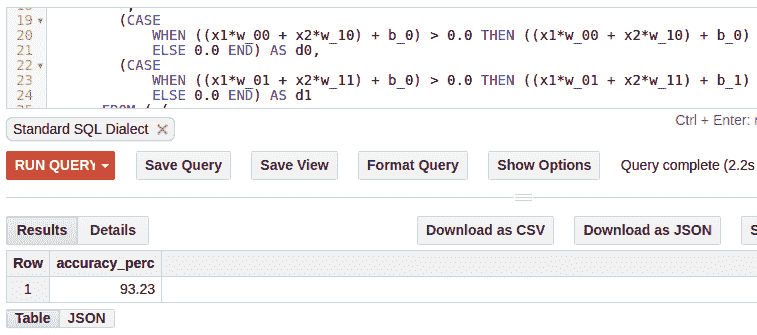 19 (CASE
20 WHEN ((x1*w_00 + x2*w_10) + b_0) > 0.0 THEN ((x1*w_00 + x2*w_10) + b_0)
21 ELSE 0.0 END) AS d0,
22 (CASE
23 WHEN ((x1*w_01 + x2*w_11) + b_0) > 0.0 THEN ((x1*w_01 + x2*w_11) + b_1)
24 ELSE 0.0 END) AS d1
Ctrl + Enter:
Standard SQL Dialect
RUN QUERY Save Query Save View Format Query Show Options Query complete (2.2s
Results Details Download as CSV Download as JSON S
Row accuracy_perc
1 93.23
Table JSON